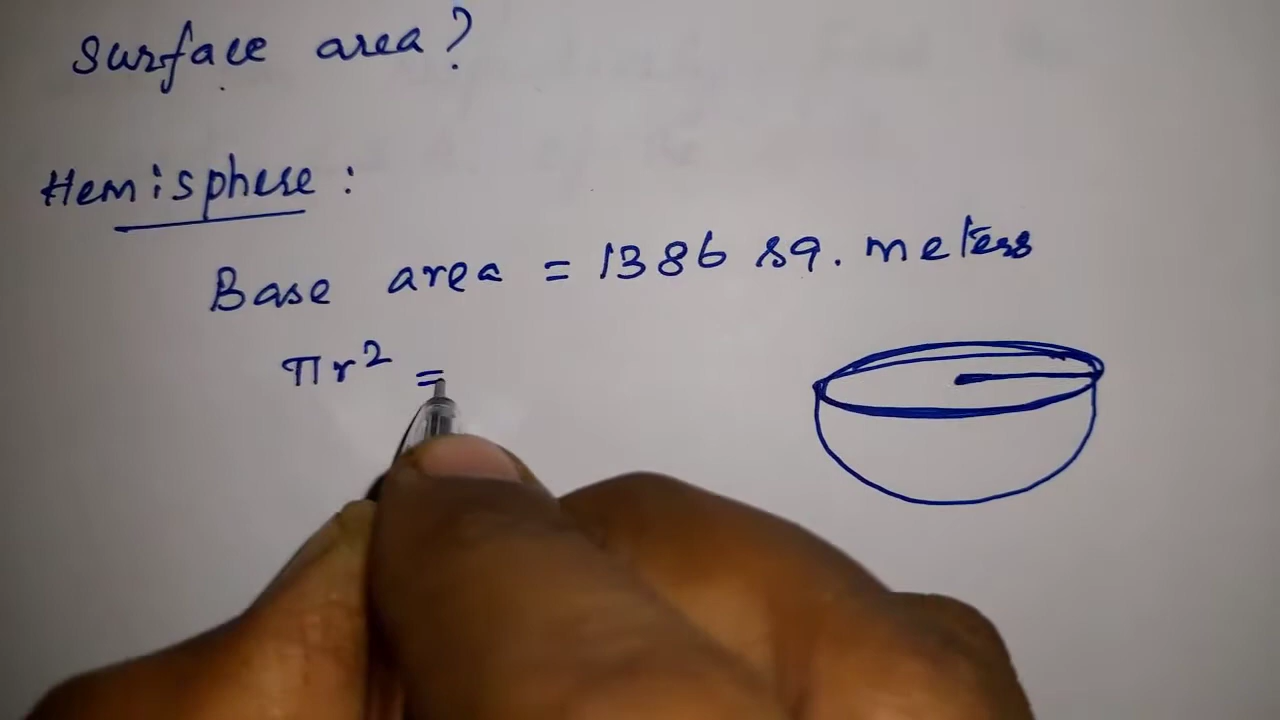 Surface area?
Hemisphere :
Base area = 1386 sq. meters
πr² =